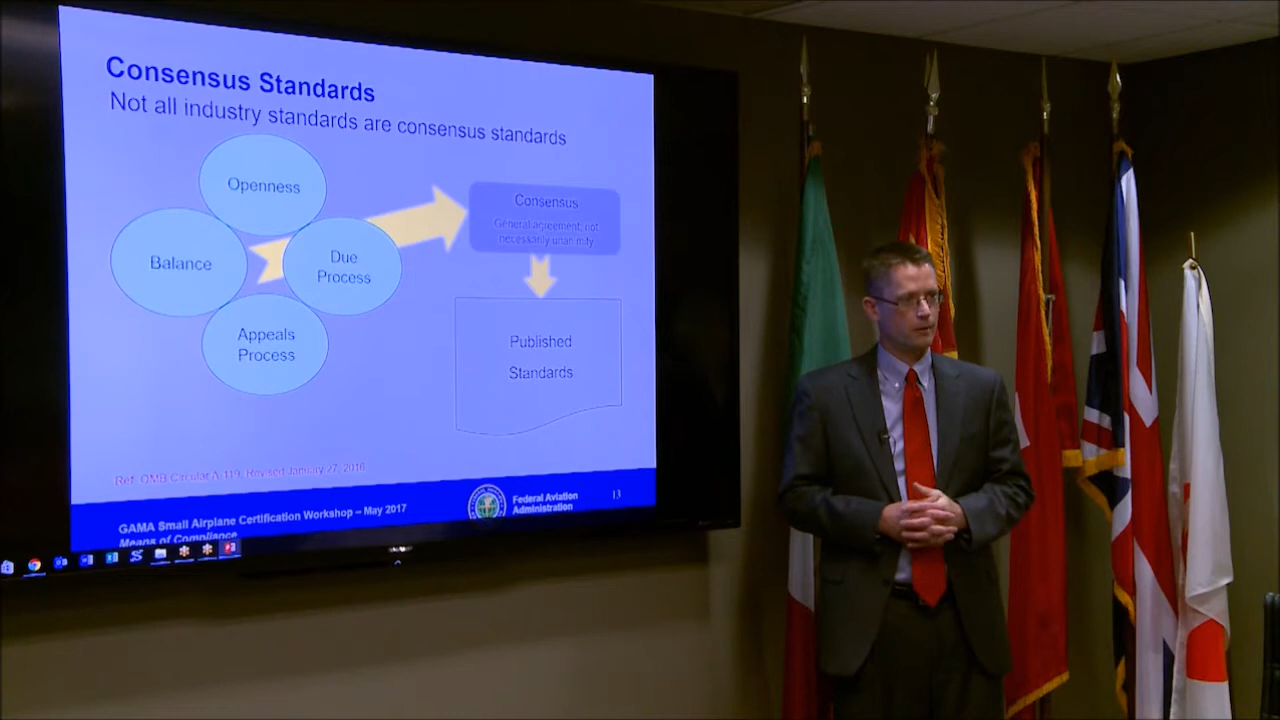 Consensus Standards
Not all industry standards are consensus standards
Openness
Balance
Due
Process
Appeals
Process
Consensus
General agreement, not
necessarily unanimity
Published
Standards
Ref. OMB Circular A-119, Revised January 27, 2016
GAMA Small Airplane Certification Workshop – May 2017
Means of Compliance
Federal Aviation
Administration
13